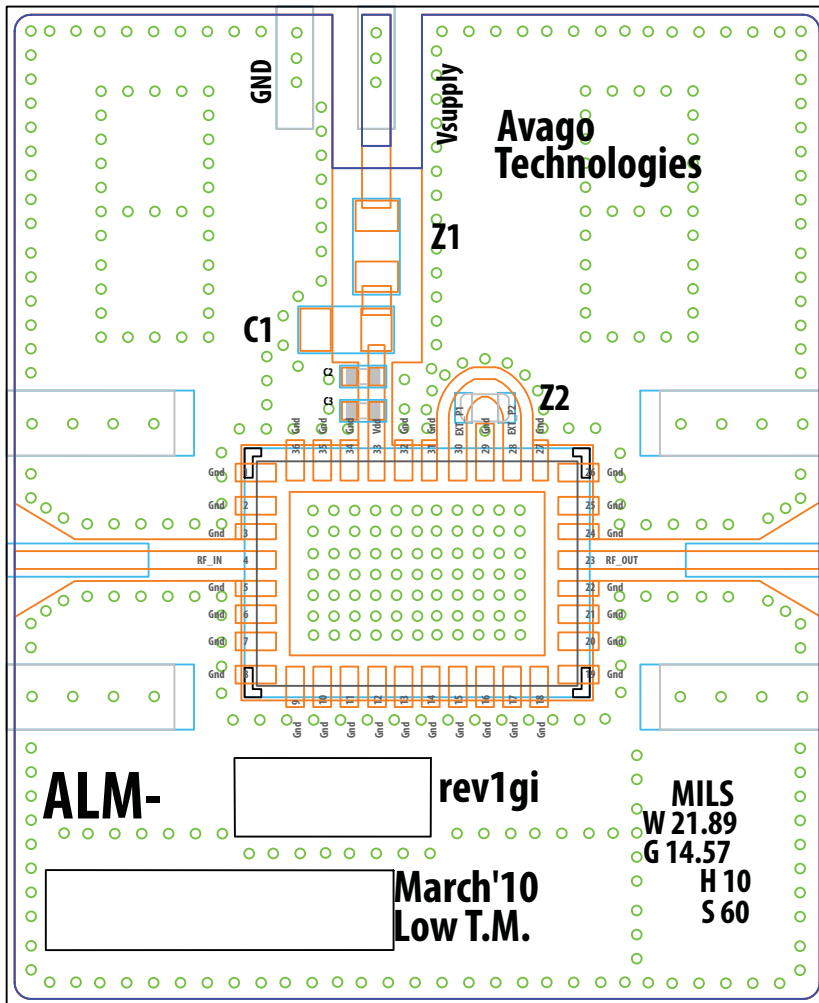 GND
Vsupply
Avago
Technologies
Z1
C1
C2
C3
Z2
Gnd
Gnd
Gnd
Vdd
Gnd
Gnd
EXT_P1
Gnd
EXT_P2
Gnd
36
35
34
33
32
31
30
29
28
27
Gnd 1
Gnd 2
Gnd 3
RF_IN 4
Gnd 5
Gnd 6
Gnd 7
Gnd 8
26 Gnd
25 Gnd
24 Gnd
23 RF_OUT
22 Gnd
21 Gnd
20 Gnd
19 Gnd
9
10
11
12
13
14
15
16
17
18
Gnd
Gnd
Gnd
Gnd
Gnd
Gnd
Gnd
Gnd
Gnd
Gnd
ALM-
rev1gi
March'10
Low T.M.
MILS
W 21.89
G 14.57
H 10
S 60